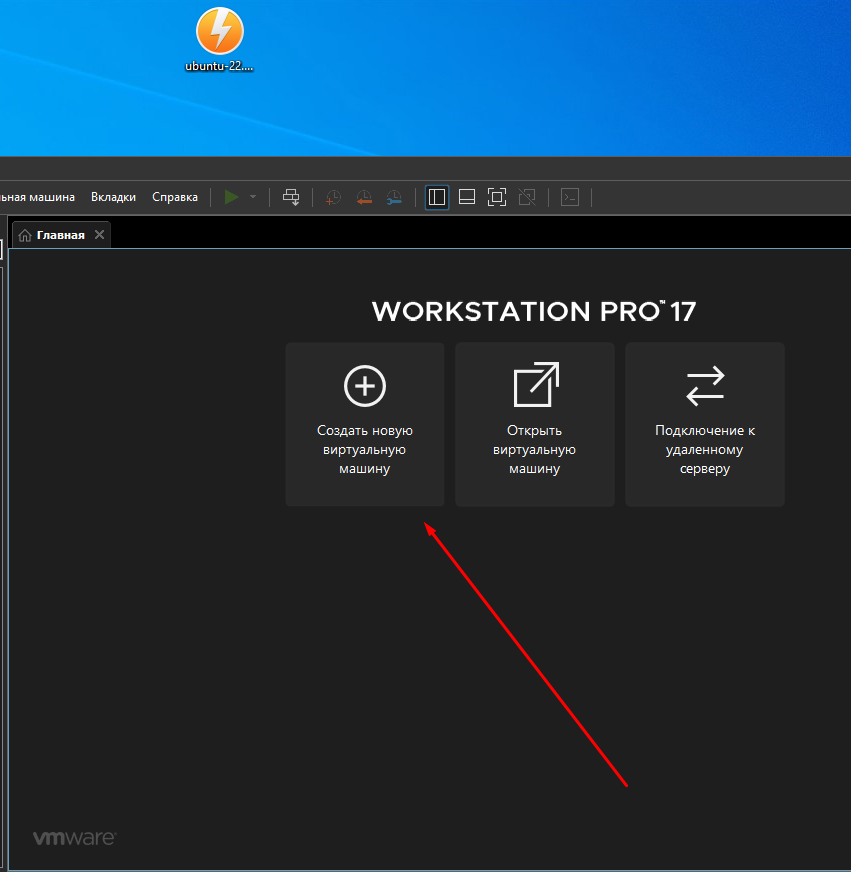 ubuntu-22....
ьная машина Вкладки Справка
Главная
WORKSTATION PRO™ 17
Создать новую
виртуальную
машину
Открыть
виртуальную
машину
Подключение к
удаленному
серверу
vmware